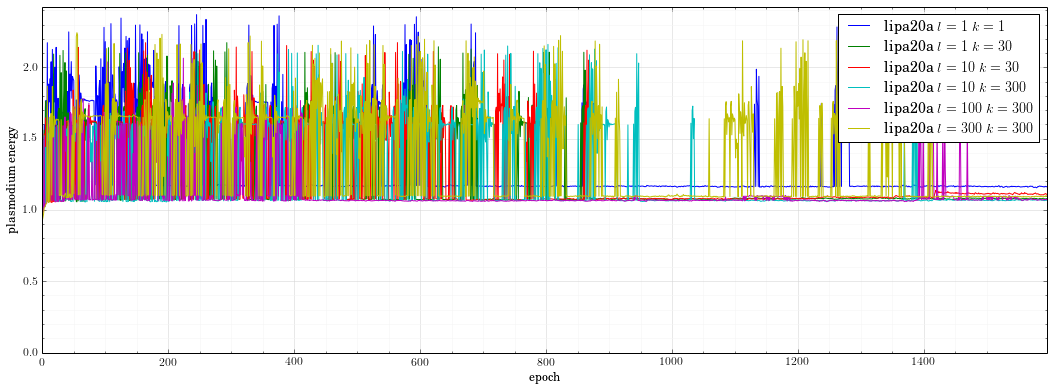 plasmodium energy
2.0
1.5
1.0
0.5
0.0
0 200 400 600 800 1000 1200 1400
epoch
lipa20a l = 1 k = 1
lipa20a l = 1 k = 30
lipa20a l = 10 k = 30
lipa20a l = 10 k = 300
lipa20a l = 100 k = 300
lipa20a l = 300 k = 300